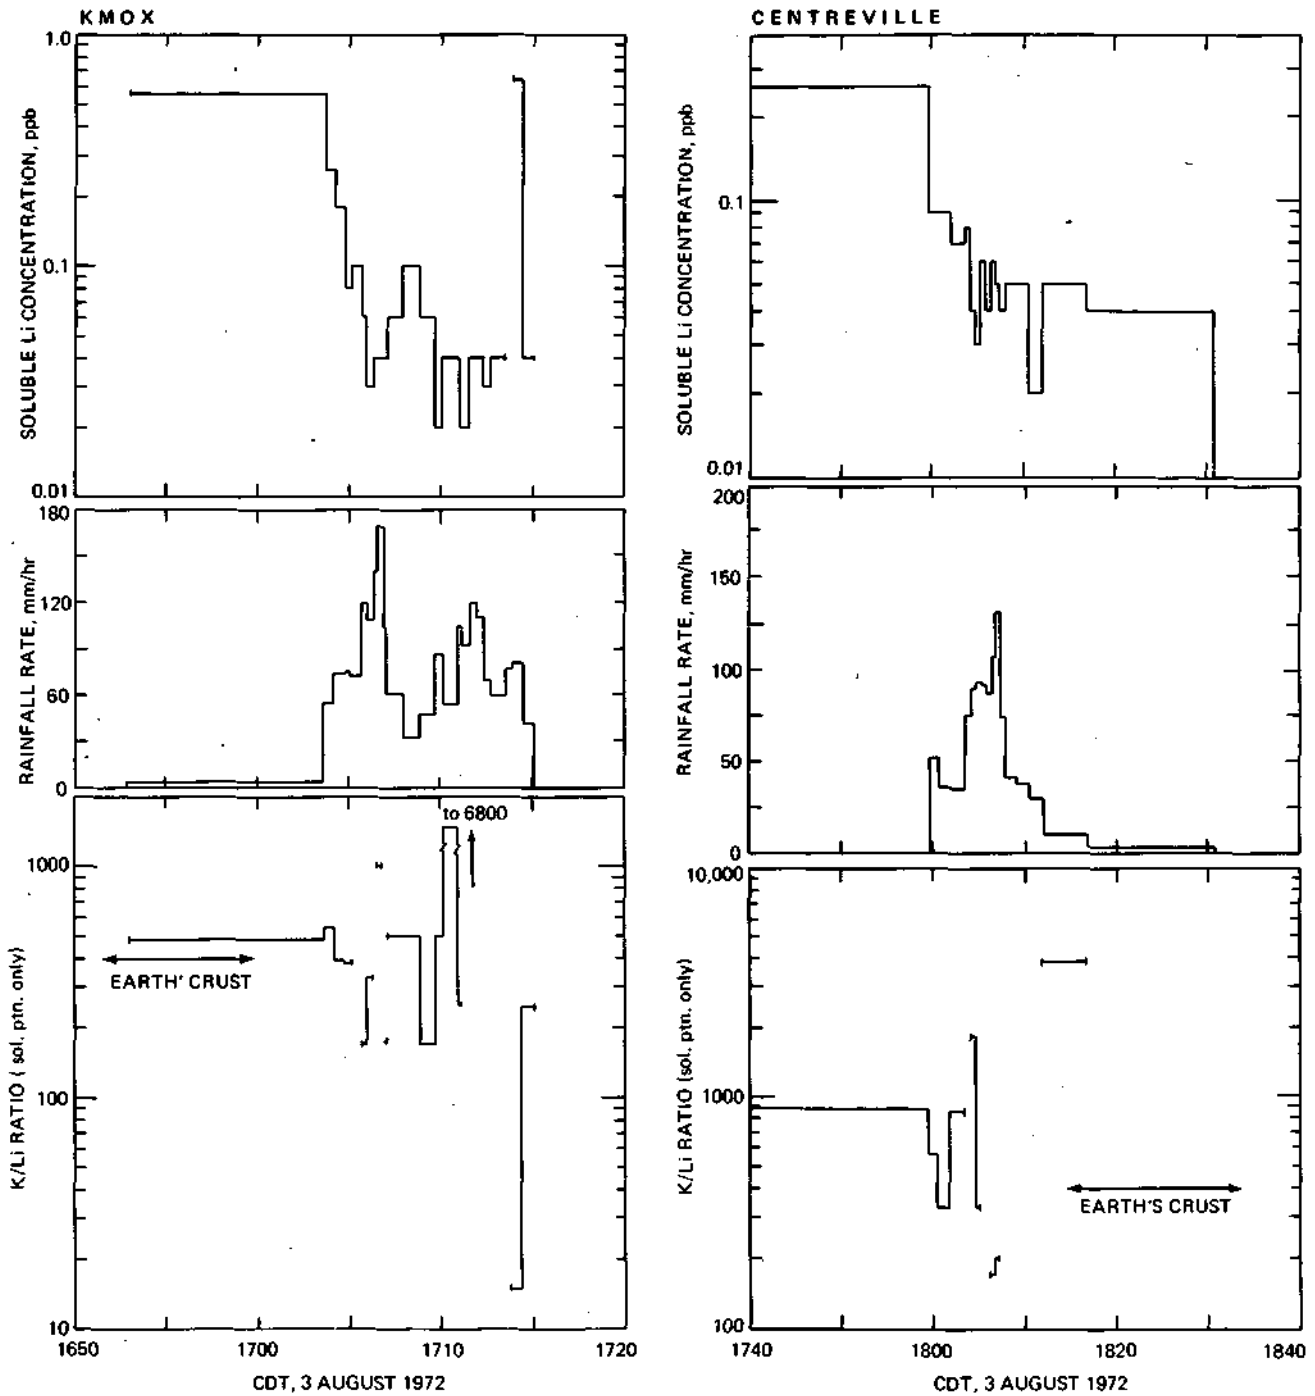 KMOX
1.0
0.1
0.01
SOLUBLE Li CONCENTRATION, ppb
180
120
60
0
RAINFALL RATE, mm/hr
to 6800
1000
100
10
EARTH' CRUST
K/Li RATIO ( sol. ptn. only)
1650
1700
1710
1720
CDT, 3 AUGUST 1972
CENTREVILLE
0.1
0.01
SOLUBLE Li CONCENTRATION, ppb
200
150
100
50
0
RAINFALL RATE, mm/hr
10,000
1000
100
EARTH'S CRUST
K/Li RATIO (sol. ptn. only)
1740
1800
1820
1840
CDT, 3 AUGUST 1972